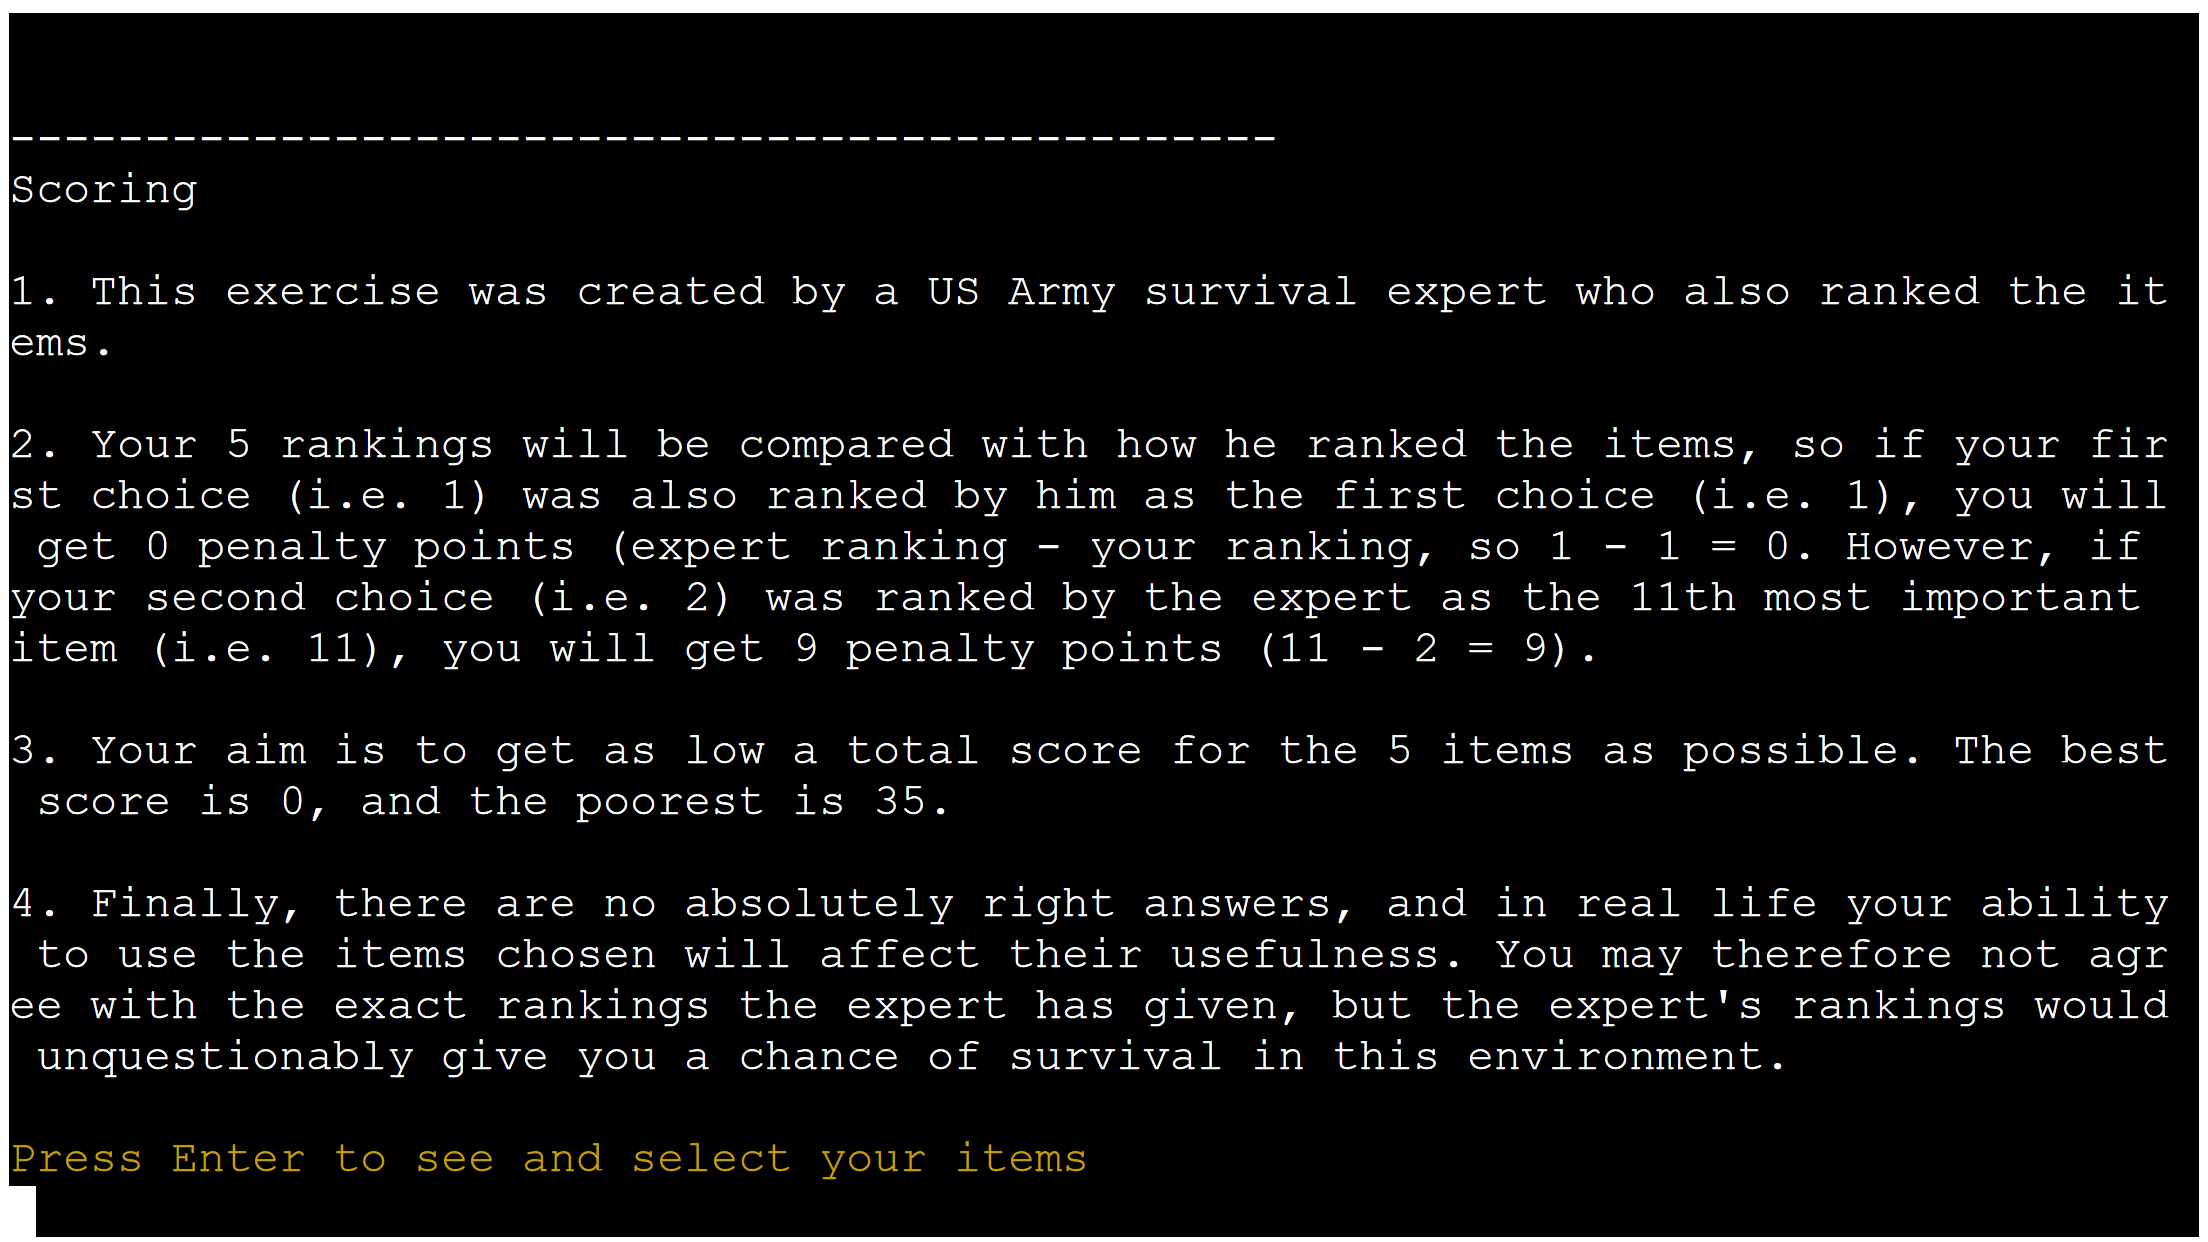 -----------------------------------------------
Scoring
1. This exercise was created by a US Army survival expert who also ranked the it
ems.
2. Your 5 rankings will be compared with how he ranked the items, so if your fir
st choice (i.e. 1) was also ranked by him as the first choice (i.e. 1), you will
 get 0 penalty points (expert ranking - your ranking, so 1 - 1 = 0. However, if
your second choice (i.e. 2) was ranked by the expert as the 11th most important
item (i.e. 11), you will get 9 penalty points (11 - 2 = 9).
3. Your aim is to get as low a total score for the 5 items as possible. The best
 score is 0, and the poorest is 35.
4. Finally, there are no absolutely right answers, and in real life your ability
 to use the items chosen will affect their usefulness. You may therefore not agr
ee with the exact rankings the expert has given, but the expert's rankings would
 unquestionably give you a chance of survival in this environment.
Press Enter to see and select your items